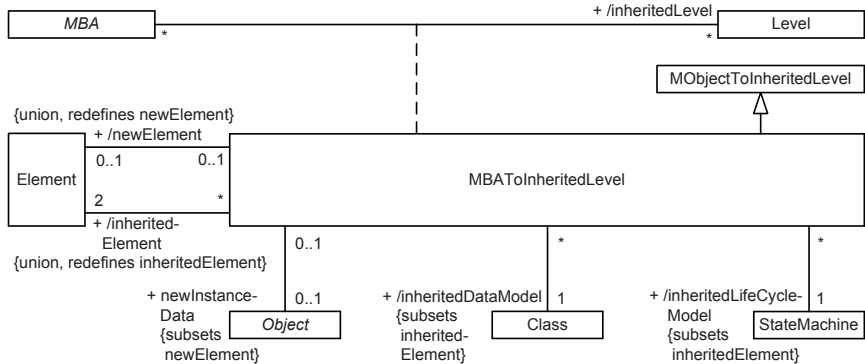 MBA
+ /inheritedLevel
Level
*
*
MObjectToInheritedLevel
{union, redefines newElement}
+ /newElement
0..1
0..1
Element
MBAToInheritedLevel
2
*
+ /inherited-
Element
{union, redefines inheritedElement}
0..1
*
*
+ newInstance-
Data
{subsets
newElement}
0..1
Object
+ /inheritedDataModel
{subsets
inherited-
Element}
1
Class
+ /inheritedLifeCycle-
Model
{subsets
inheritedElement}
1
StateMachine